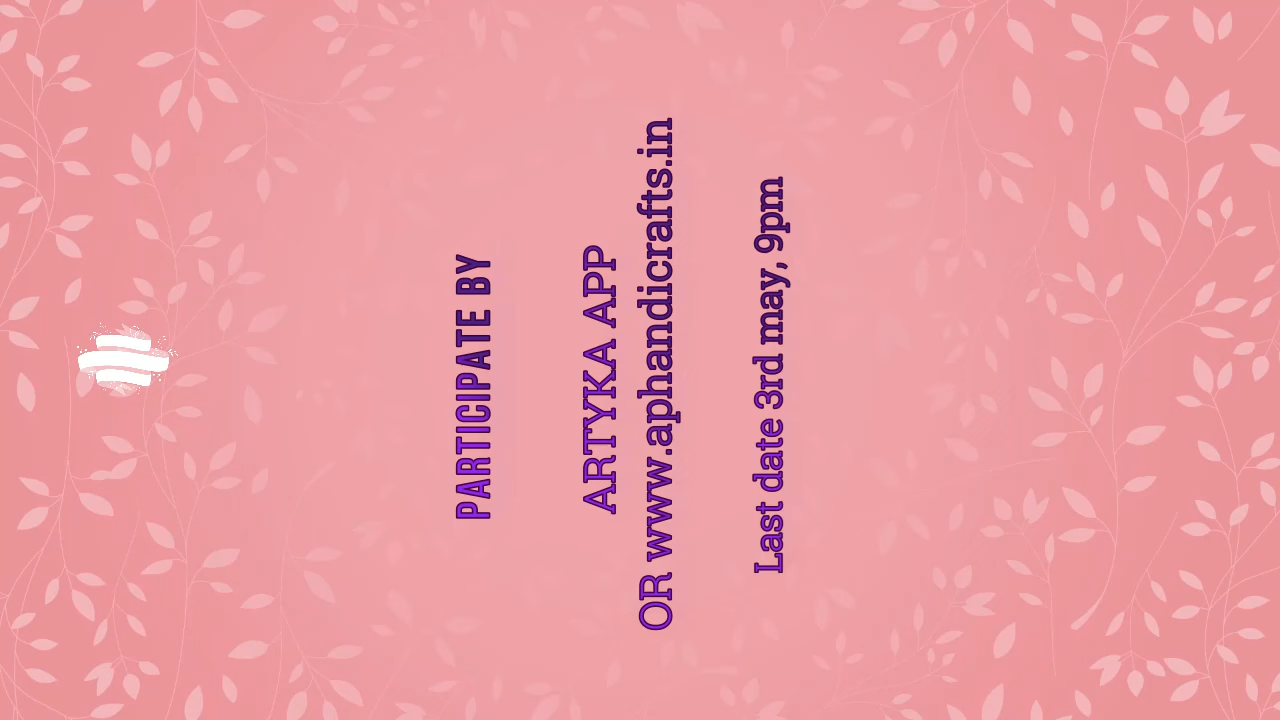 PARTICIPATE BY
ARTYKA APP
OR www.aphandicrafts.in
Last date 3rd may, 9pm